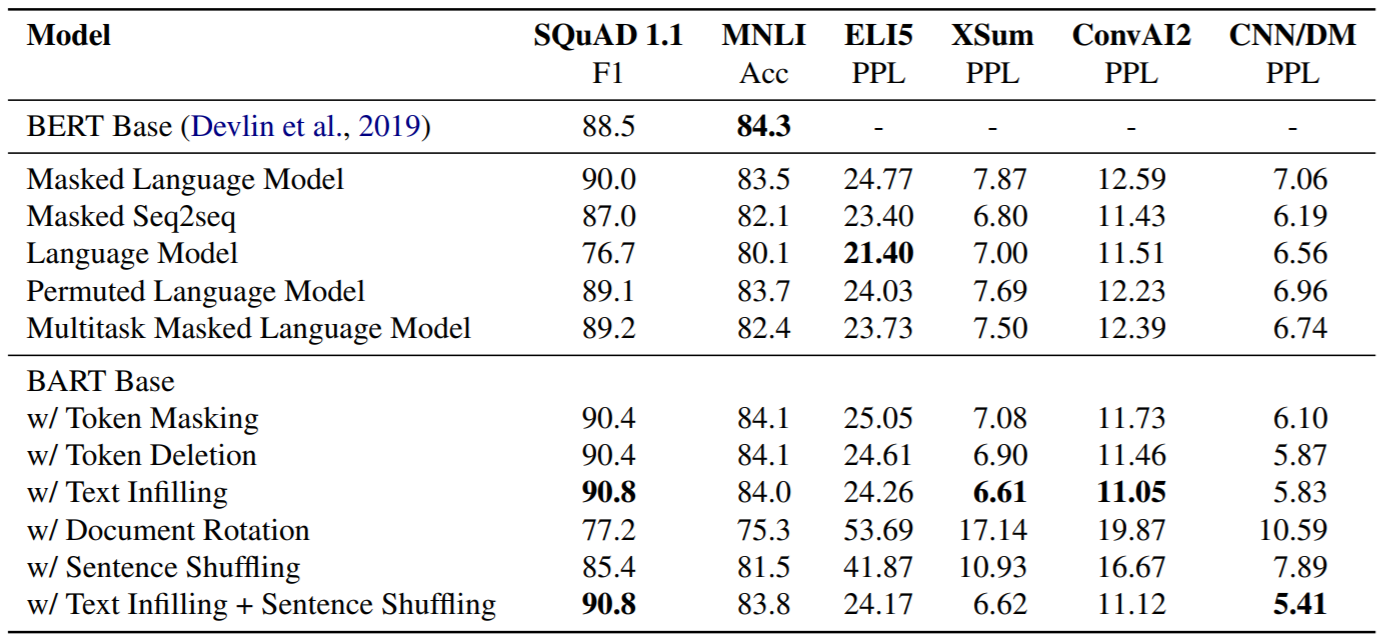 Model SQuAD 1.1 MNLI ELI5 XSum ConvAI2 CNN/DM
F1 Acc PPL PPL PPL PPL
BERT Base (Devlin et al., 2019) 88.5 84.3 - - - -
Masked Language Model 90.0 83.5 24.77 7.87 12.59 7.06
Masked Seq2seq 87.0 82.1 23.40 6.80 11.43 6.19
Language Model 76.7 80.1 21.40 7.00 11.51 6.56
Permuted Language Model 89.1 83.7 24.03 7.69 12.23 6.96
Multitask Masked Language Model 89.2 82.4 23.73 7.50 12.39 6.74
BART Base
w/ Token Masking 90.4 84.1 25.05 7.08 11.73 6.10
w/ Token Deletion 90.4 84.1 24.61 6.90 11.46 5.87
w/ Text Infilling 90.8 84.0 24.26 6.61 11.05 5.83
w/ Document Rotation 77.2 75.3 53.69 17.14 19.87 10.59
w/ Sentence Shuffling 85.4 81.5 41.87 10.93 16.67 7.89
w/ Text Infilling + Sentence Shuffling 90.8 83.8 24.17 6.62 11.12 5.41